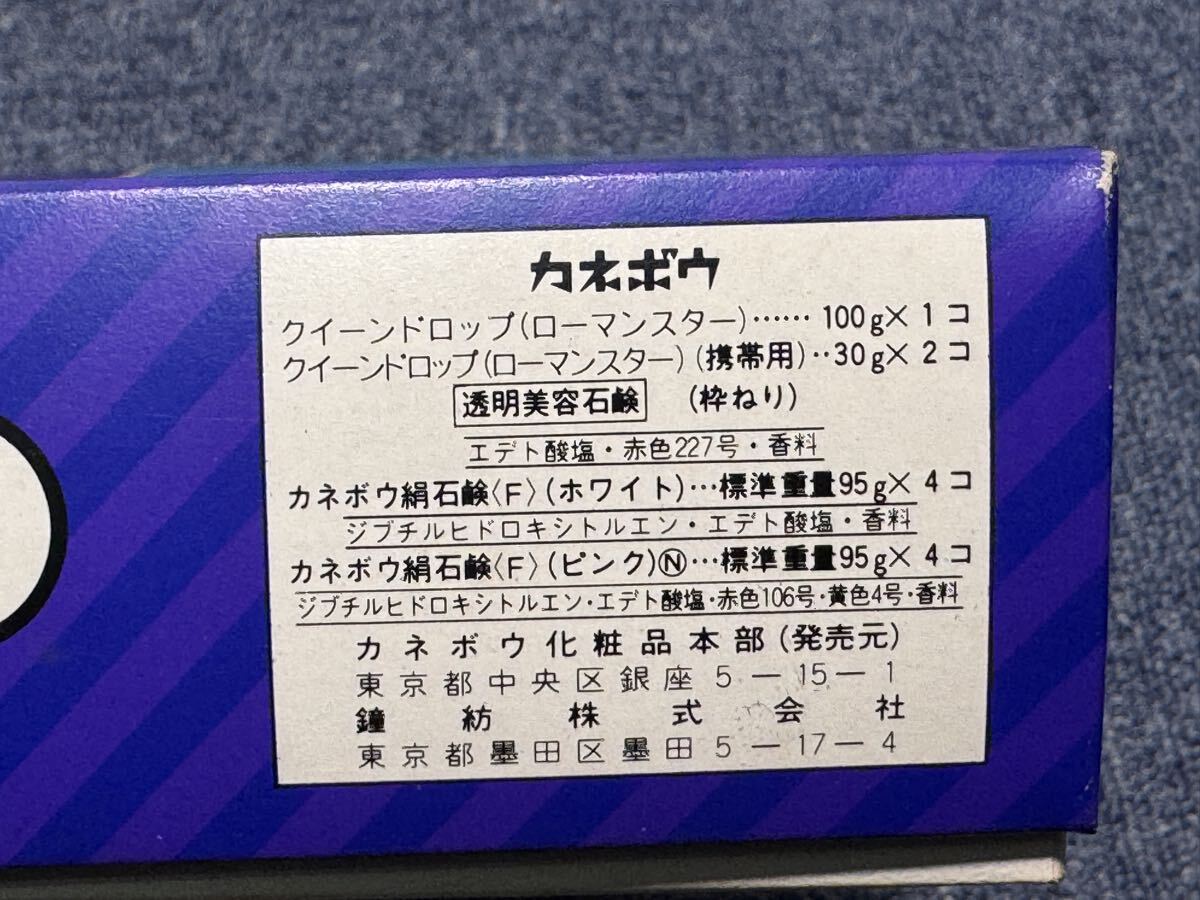 カネボウ
クイーンドロップ(ローマンスター)…… 100g×1コ
クイーンドロップ(ローマンスター)(携帯用)‥30g×2コ
透明美容石鹸 (枠ねり)
エデト酸塩・赤色227号・香料
カネボウ絹石鹸〈F〉(ホワイト)…標準重量95g×4コ
ジブチルヒドロキシトルエン・エデト酸塩・香料
カネボウ絹石鹸〈F〉(ピンク)Ⓝ…標準重量95g×4コ
ジブチルヒドロキシトルエン・エデト酸塩・赤色106号・黄色4号・香料
カネボウ化粧品本部(発売元)
東京都中央区銀座5−15−1
鐘紡株式会社
東京都墨田区墨田5−17−4